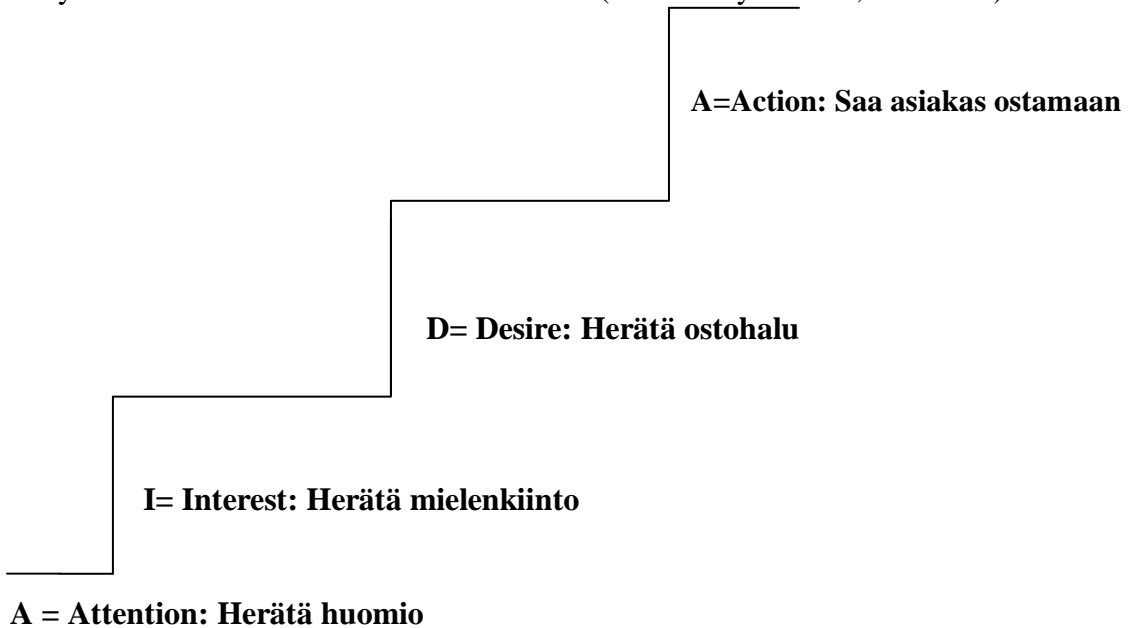 A=Action: Saa asiakas ostamaan
D= Desire: Herätä ostohalu
I= Interest: Herätä mielenkiinto
A = Attention: Herätä huomio